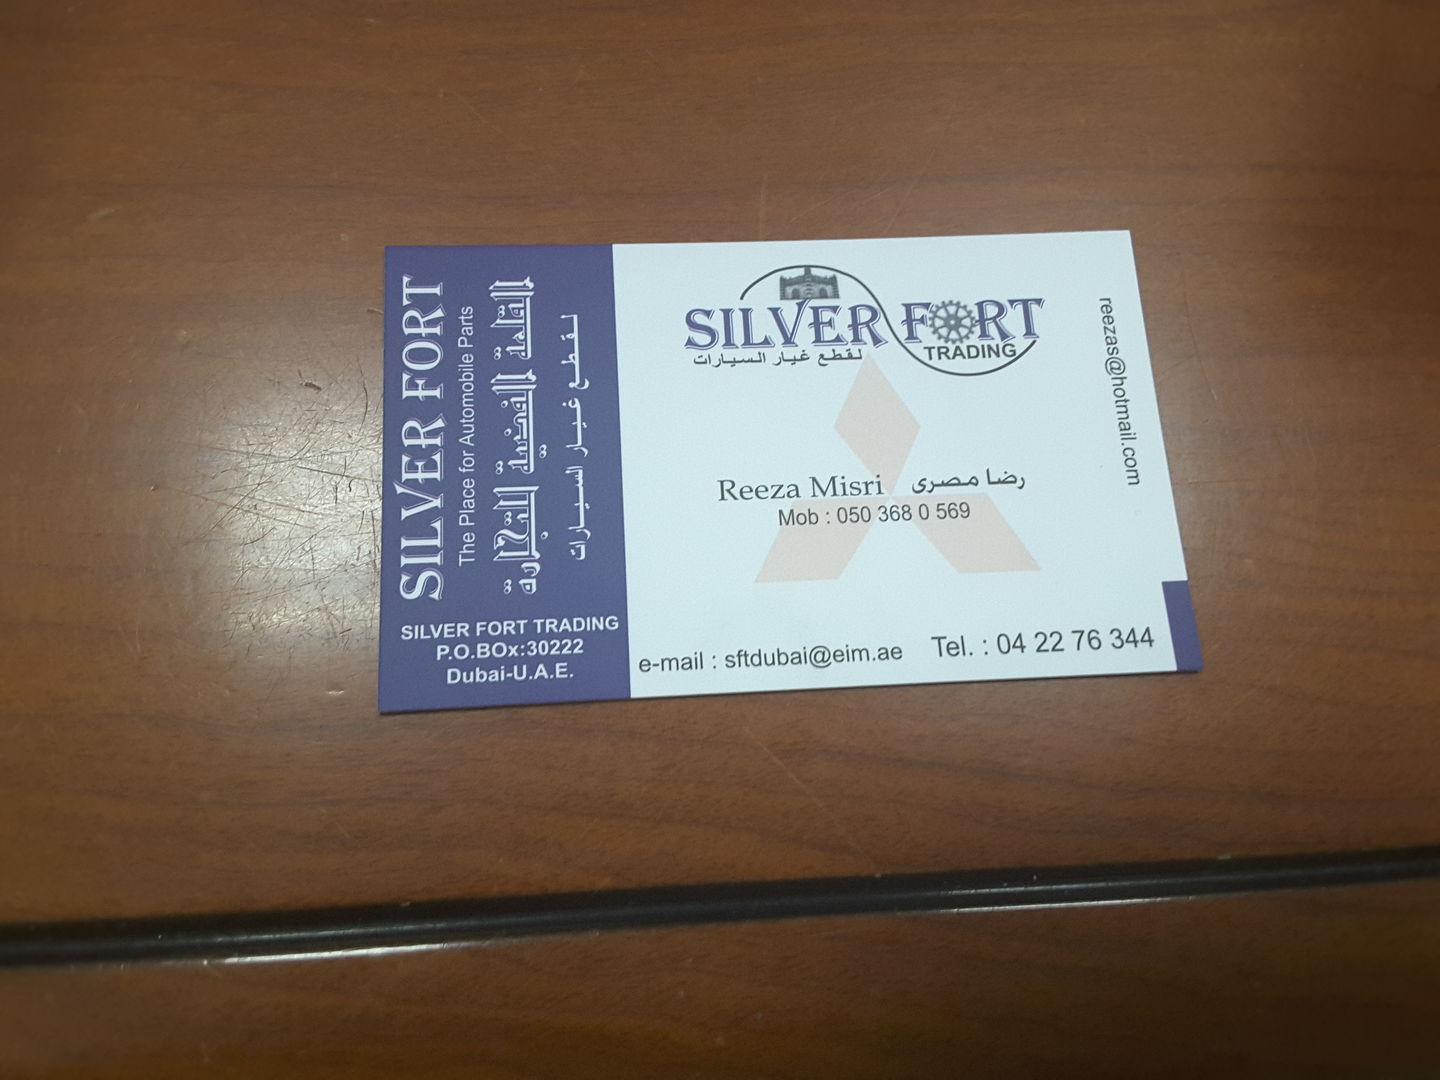 SILVER FORT
The Place for Automobile Parts
القلعة الفضية التجارية
لقطع غيار السيارات
SILVER FORT TRADING
P.O.BOx:30222
Dubai-U.A.E.
SILVER FORT
TRADING
لقطع غيار السيارات
reezas@hotmail.com
Reeza Misri رضا مصرى
Mob : 050 368 0 569
e-mail : sftdubai@eim.ae Tel. : 04 22 76 344